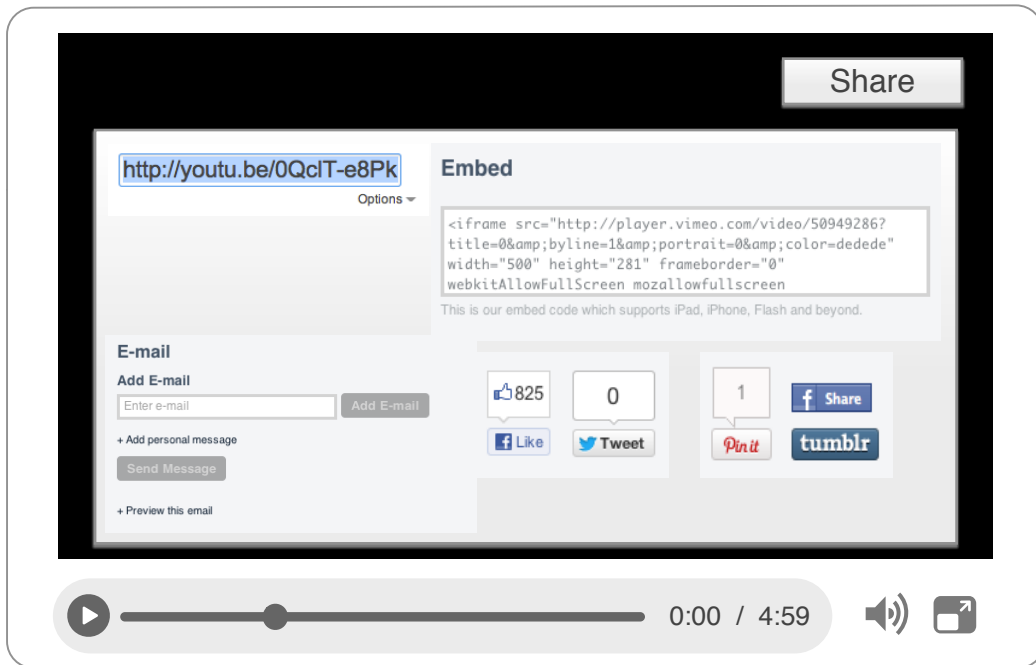 Share
http://youtu.be/0QcIT-e8Pk
Options
Embed
<iframe src="http://player.vimeo.com/video/50949286?
title=0&amp;byline=1&amp;portrait=0&amp;color=dedede"
width="500" height="281" frameborder="0"
webkitAllowFullScreen mozallowfullscreen
This is our embed code which supports iPad, iPhone, Flash and beyond.
E-mail
Add E-mail
Enter e-mail
Add E-mail
+ Add personal message
Send Message
+ Preview this email
825
Like
0
Tweet
1
Pin it
f Share
tumblr
0:00 / 4:59